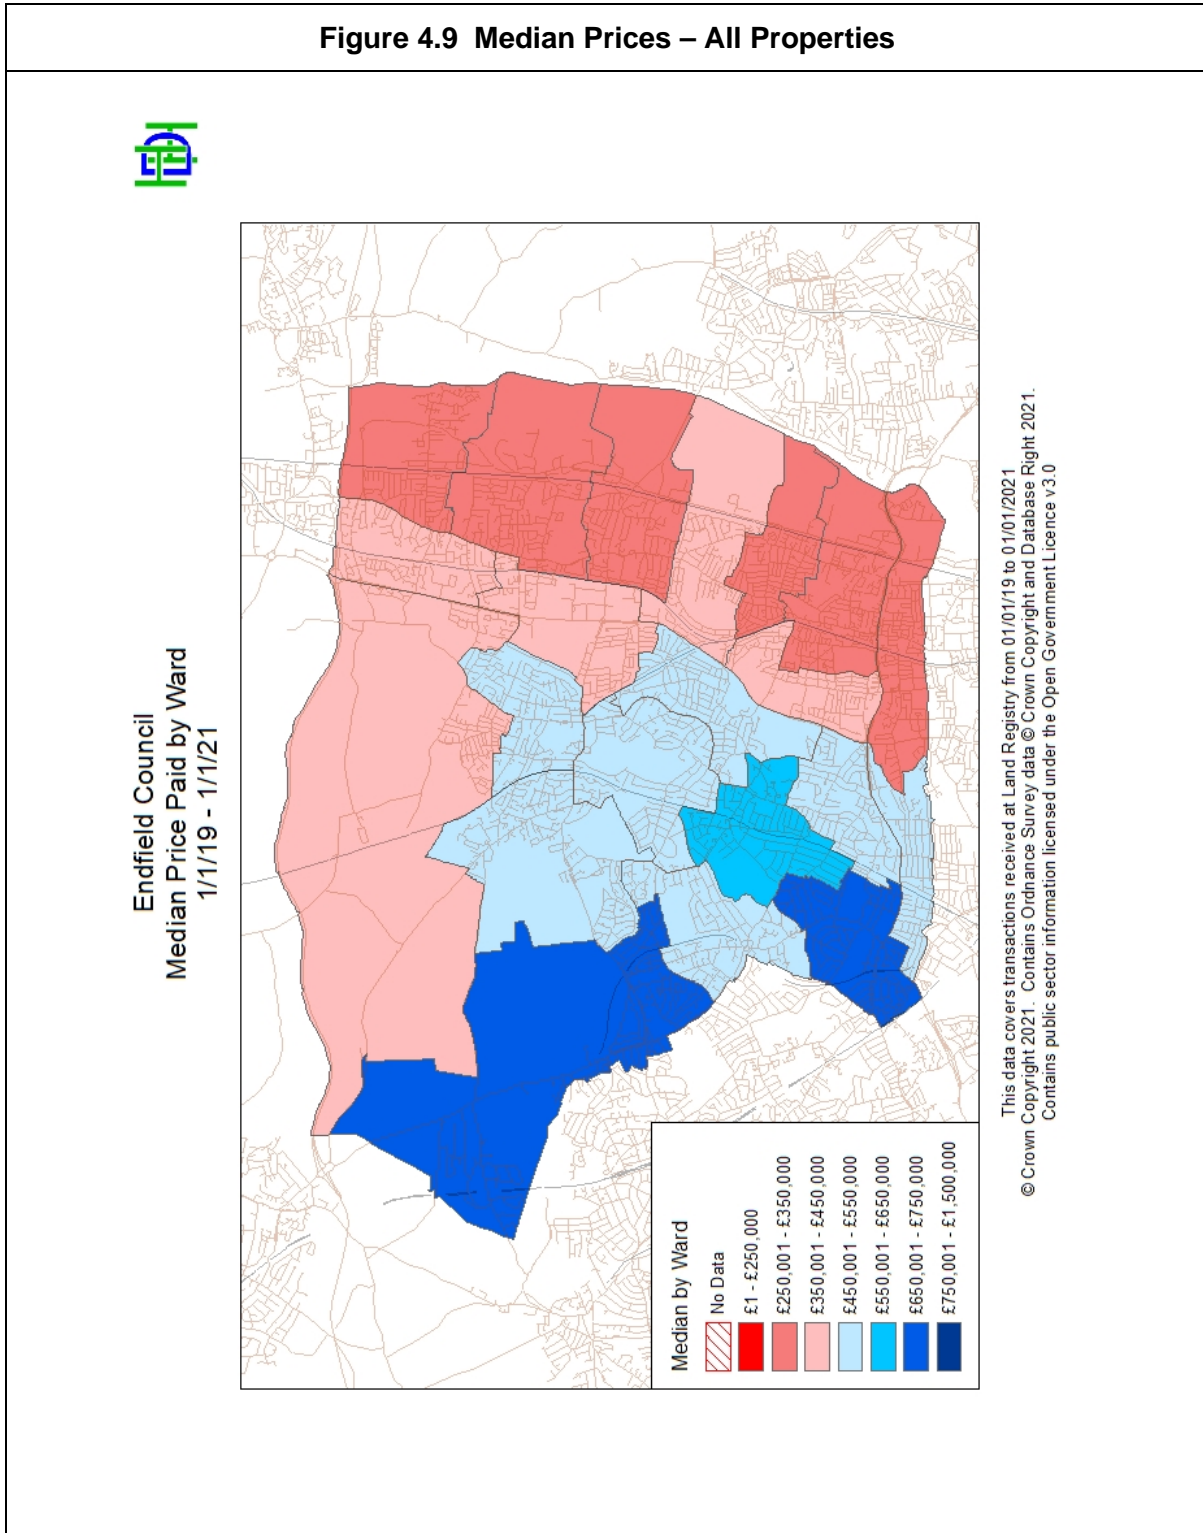 Figure 4.9 Median Prices – All Properties
Endfield Council
Median Price Paid by Ward
1/1/19 - 1/1/21
Median by Ward
No Data
£1 - £250,000
£250,001 - £350,000
£350,001 - £450,000
£450,001 - £550,000
£550,001 - £650,000
£650,001 - £750,000
£750,001 - £1,500,000
This data covers transactions received at Land Registry from 01/01/19 to 01/01/2021
© Crown Copyright 2021. Contains Ordnance Survey data © Crown Copyright and Database Right 2021.
Contains public sector information licensed under the Open Government Licence v3.0